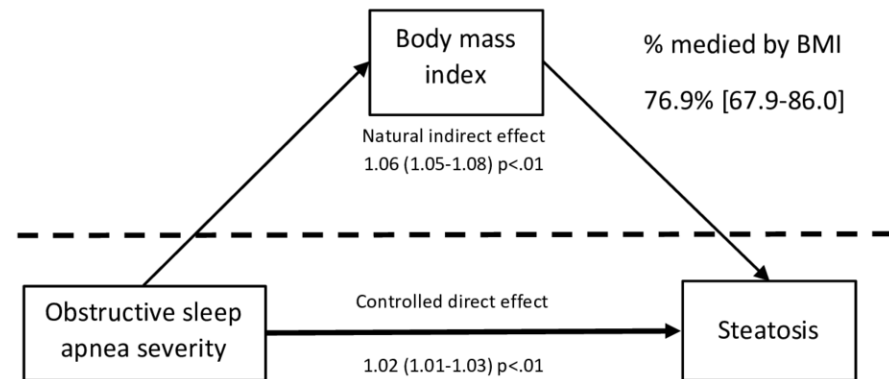 Body mass
index
% medied by BMI
76.9% [67.9-86.0]
Natural indirect effect
1.06 (1.05-1.08) p<.01
Obstructive sleep
apnea severity
Controlled direct effect
1.02 (1.01-1.03) p<.01
Steatosis